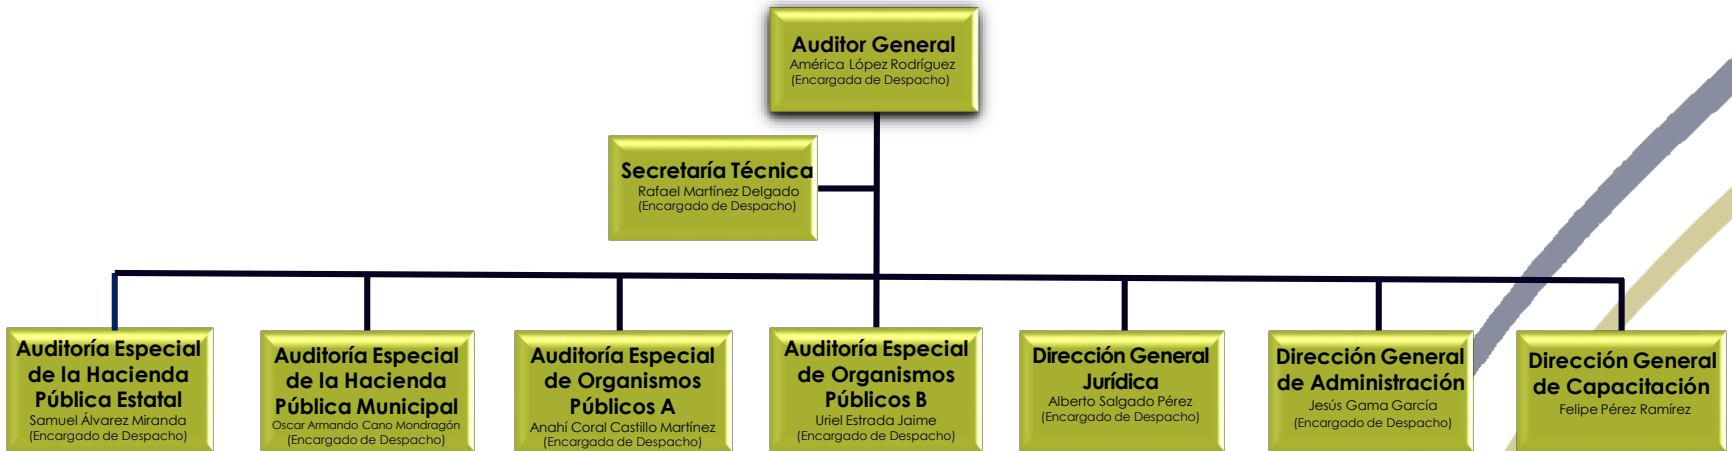 Auditor General
América López Rodríguez
(Encargada de Despacho)
Secretaría Técnica
Rafael Martínez Delgado
(Encargado de Despacho)
Auditoría Especial
de la Hacienda
Pública Estatal
Samuel Álvarez Miranda
(Encargado de Despacho)
Auditoría Especial
de la Hacienda
Pública Municipal
Oscar Armando Cano Mondragón
(Encargado de Despacho)
Auditoría Especial
de Organismos
Públicos A
Anahí Coral Castillo Martínez
(Encargada de Despacho)
Auditoría Especial
de Organismos
Públicos B
Uriel Estrada Jaime
(Encargado de Despacho)
Dirección General
Jurídica
Alberto Salgado Pérez
(Encargado de Despacho)
Dirección General
de Administración
Jesús Gama García
(Encargado de Despacho)
Dirección General
de Capacitación
Felipe Pérez Ramírez